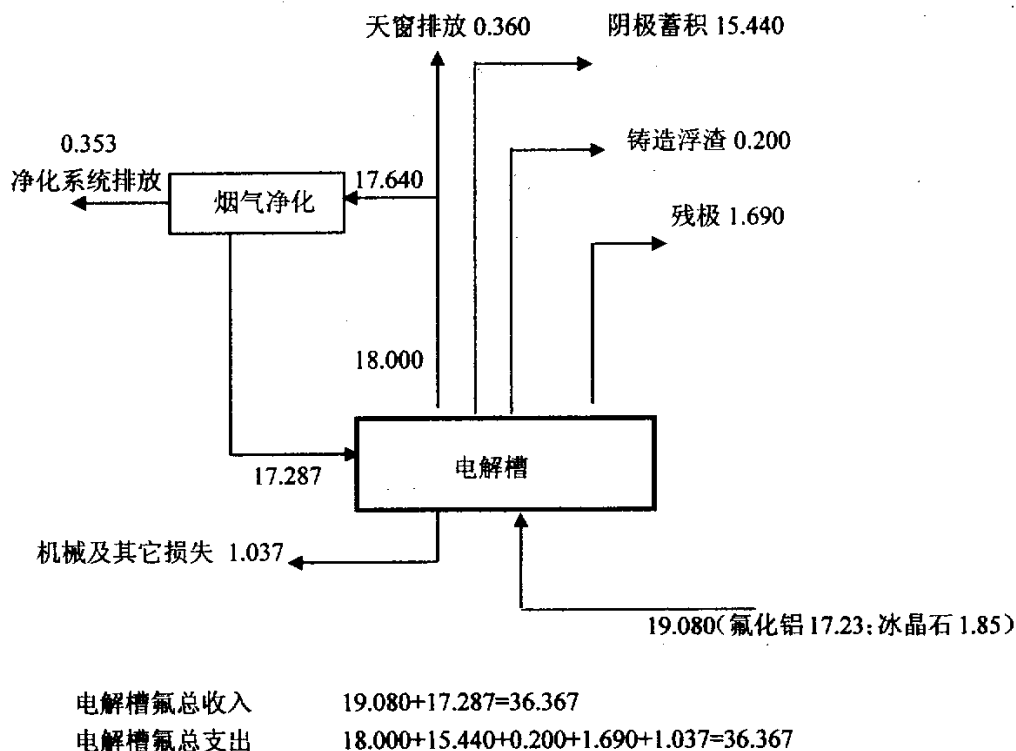 天窗排放 0.360
阴极蓄积 15.440
铸造浮渣 0.200
0.353
净化系统排放
17.640
烟气净化
残极 1.690
18.000
电解槽
17.287
机械及其它损失 1.037
19.080（氟化铝 17.23；冰晶石 1.85）
电解槽氟总收入 19.080+17.287=36.367
电解槽氟总支出 18.000+15.440+0.200+1.690+1.037=36.367